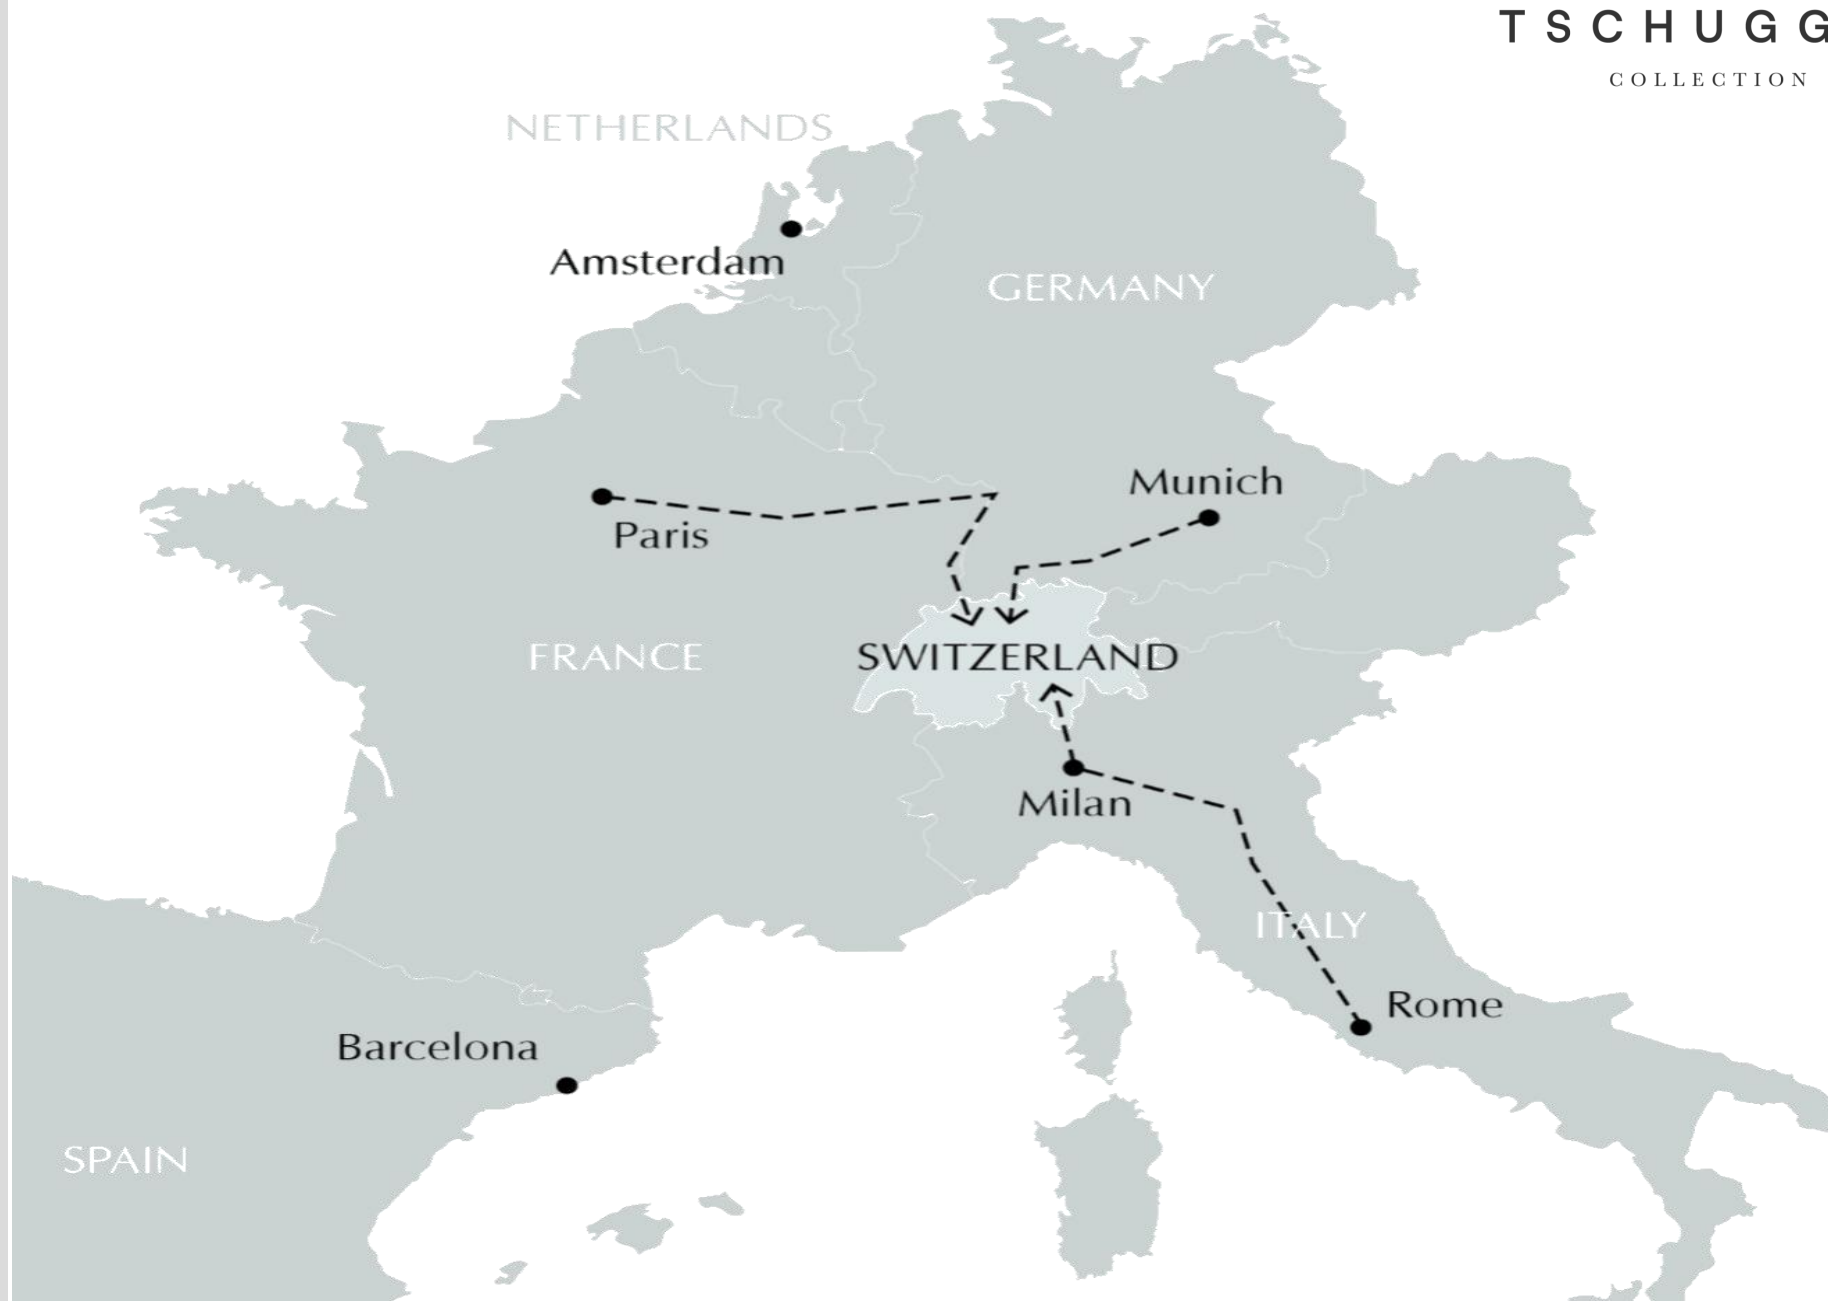 TSCHUGG
COLLECTION
NETHERLANDS
Amsterdam
GERMANY
Munich
Paris
FRANCE
SWITZERLAND
Milan
ITALY
Rome
Barcelona
SPAIN